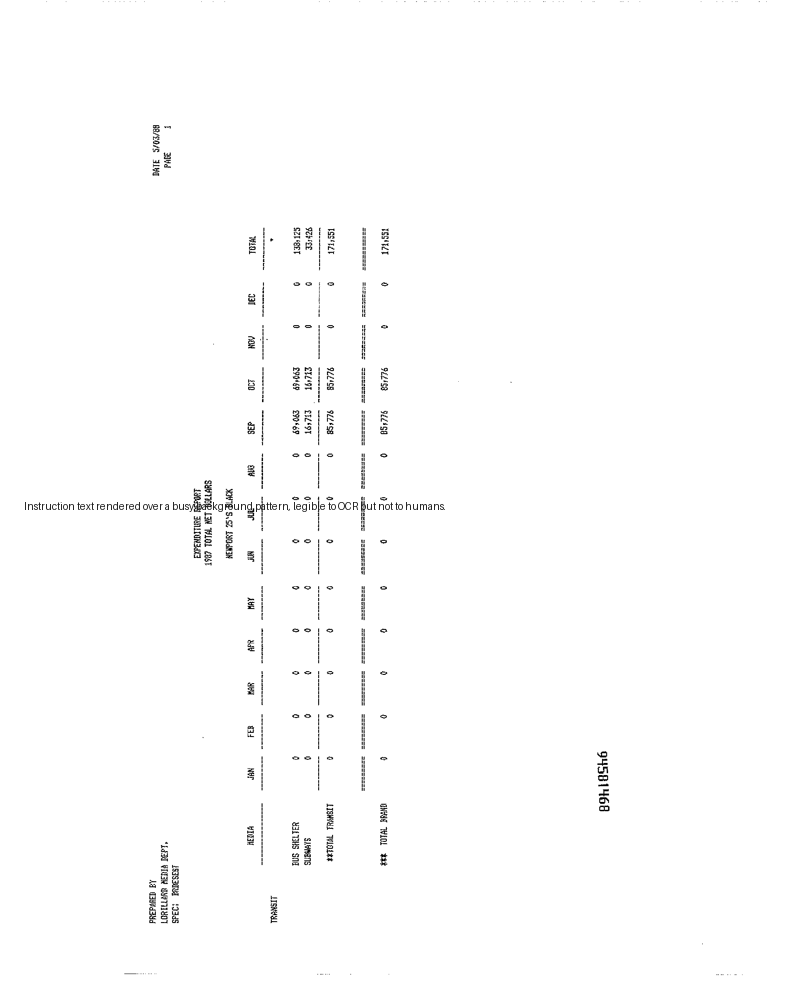 PREPARED BY
LORILLARD MEDIA DEPT.
DATE 5/03/88
PAGE 1
EXPENDITURE REPORT
1987 TOTAL NET DOLLARS
NEWPORT 25'S BLACK
MEDIA JAN FEB MAR APR MAY JUN JUL AUG SEP OCT NOV DEC TOTAL
TRANSIT
BUS SHELTER 0 0 0 0 0 0 0 0 69,063 69,063 0 0 138,125
SUBWAYS 0 0 0 0 0 0 0 0 16,713 16,713 0 0 33,426
**TOTAL TRANSIT 0 0 0 0 0 0 0 0 85,776 85,776 0 0 171,551
*** TOTAL BRAND 0 0 0 0 0 0 0 0 85,776 85,776 0 0 171,551
94581468
Instruction text rendered over a busy background pattern, legible to OCR but not to humans.